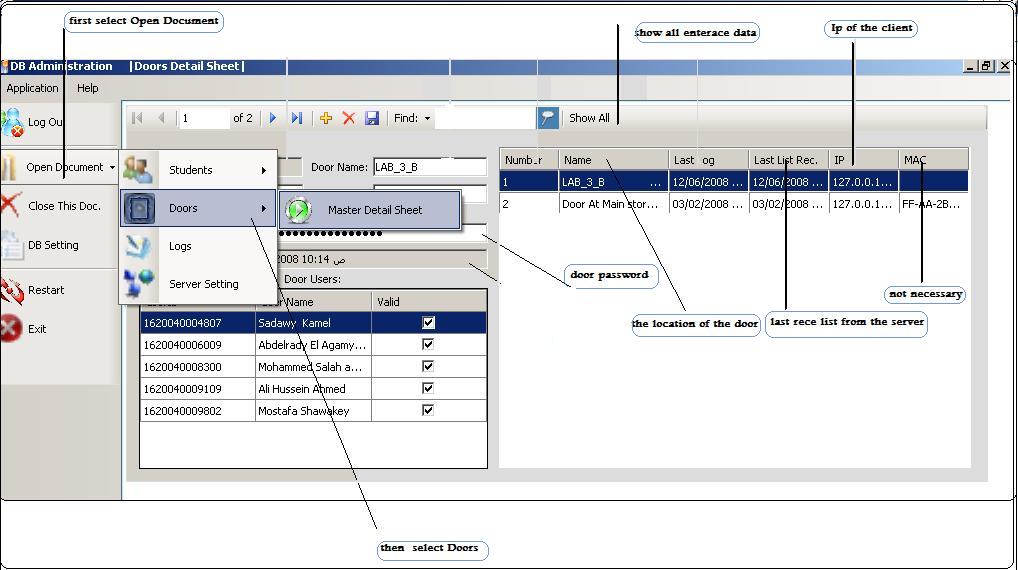 first select Open Document
show all enterace data
Ip of the client
DB Administration |Doors Detail Sheet|
Application Help
Log Ou
1 of 2 Find: Show All
Open Document
Students
Door Name: LAB_3_B
Numb r Name Last og Last List Rec. IP MAC
1 LAB_3_B ... 12/06/2008 ... 12/06/2008 ... 127.0.0.1...
Close This Doc.
Doors
Master Detail Sheet
2 Door At Main stor... 03/02/2008 ... 03/02/2008 ... 127.0.0.1... FF-AA-2B...
DB Setting
Logs
●●●●●●●●●●●●●●●
2008 10:14 ص
door password
Restart
Server Setting
Door Users:
not necessary
Name Valid
Exit
1620040004807 Sadawy Kamel
the location of the door
last rece list from the server
1620040006009 Abdelrady El Agamy...
1620040008300 Mohammed Salah a...
1620040009109 Ali Hussein Ahmed
1620040009802 Mostafa Shawakey
then select Doors